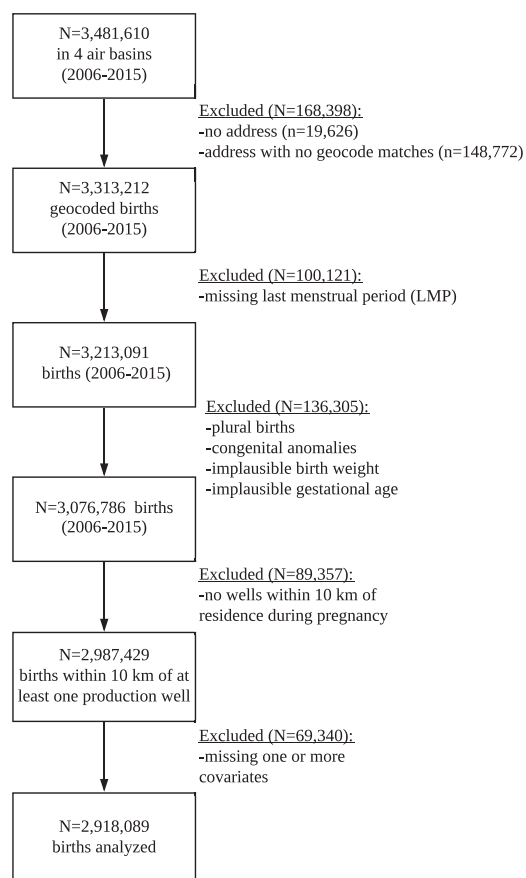 N=3,481,610
in 4 air basins
(2006-2015)
Excluded (N=168,398):
-no address (n=19,626)
-address with no geocode matches (n=148,772)
N=3,313,212
geocoded births
(2006-2015)
Excluded (N=100,121):
-missing last menstrual period (LMP)
N=3,213,091
births (2006-2015)
Excluded (N=136,305):
-plural births
-congenital anomalies
-implausible birth weight
-implausible gestational age
N=3,076,786 births
(2006-2015)
Excluded (N=89,357):
-no wells within 10 km of
residence during pregnancy
N=2,987,429
births within 10 km of at
least one production well
Excluded (N=69,340):
-missing one or more
covariates
N=2,918,089
births analyzed